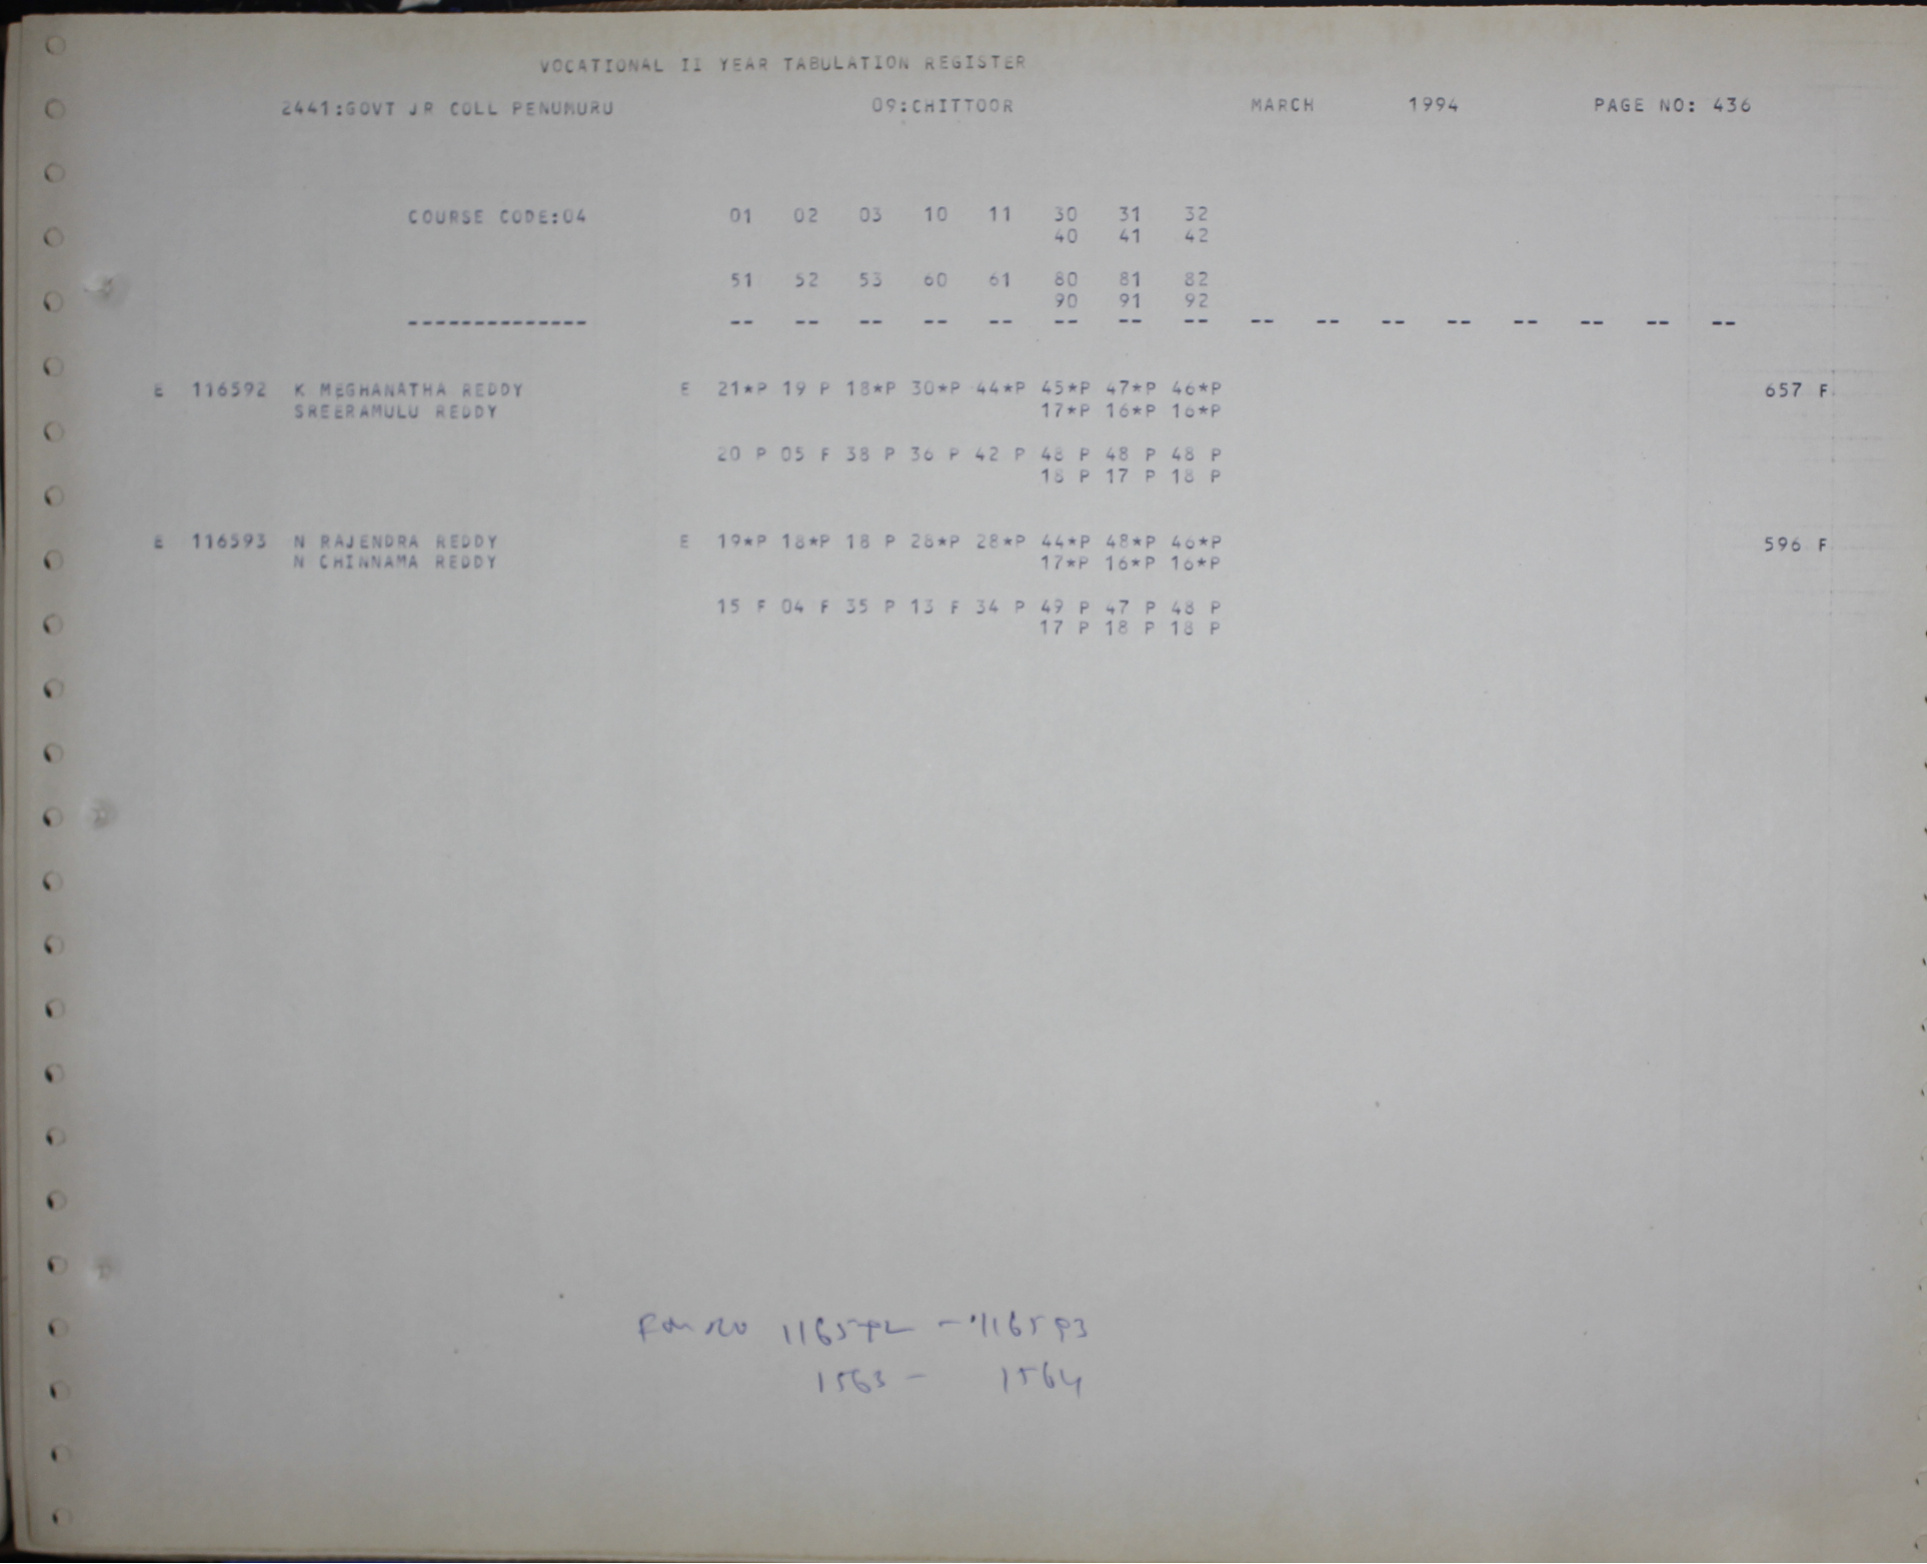 VOCATIONAL II YEAR TABULATION REGISTER
2441:GOVT JR COLL PENUMURU 09:CHITTOOR MARCH 1994 PAGE NO: 436
COURSE CODE:04 01 02 03 10 11 30 31 32
40 41 42
51 52 53 60 61 80 81 82
90 91 92
-------------- -- -- -- -- -- -- -- -- -- -- -- -- -- -- -- --
E 116592 K MEGHANATHA REDDY E 21*P 19 P 18*P 30*P 44*P 45*P 47*P 46*P 657 F
SREERAMULU REDDY 17*P 16*P 16*P
20 P 05 F 38 P 36 P 42 P 48 P 48 P 48 P
18 P 17 P 18 P
E 116593 N RAJENDRA REDDY E 19*P 18*P 18 P 28*P 28*P 44*P 48*P 46*P 596 F
N CHINNAMA REDDY 17*P 16*P 16*P
15 F 04 F 35 P 13 F 34 P 49 P 47 P 48 P
17 P 18 P 18 P
116592 - 116593
1563 - 1564